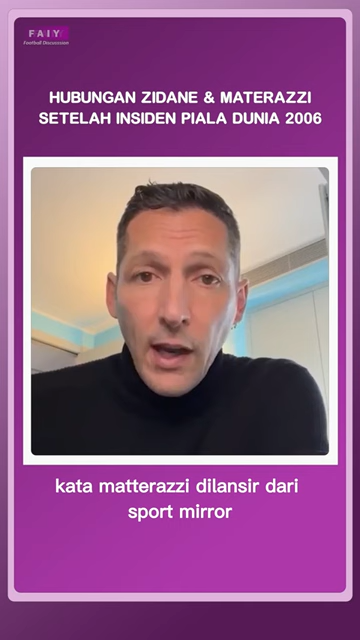 FAIY
Football Discussion
HUBUNGAN ZIDANE & MATERAZZI
SETELAH INSIDEN PIALA DUNIA 2006
kata matterazzi dilansir dari
sport mirror